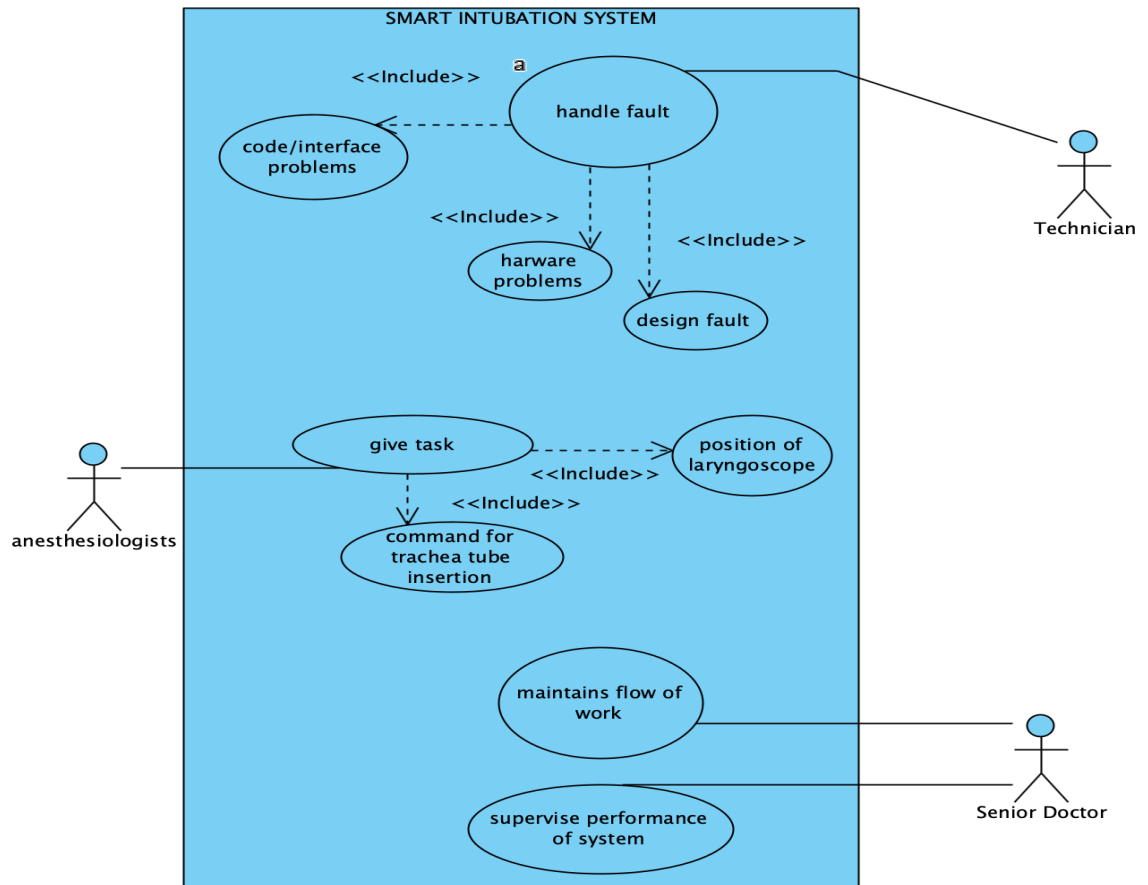 SMART INTUBATION SYSTEM
a
<<Include>>
handle fault
code/interface
problems
<<Include>>
<<Include>>
Technician
harware
problems
design fault
give task
position of
laryngoscope
<<Include>>
<<Include>>
anesthesiologists
command for
trachea tube
insertion
maintains flow of
work
Senior Doctor
supervise performance
of system